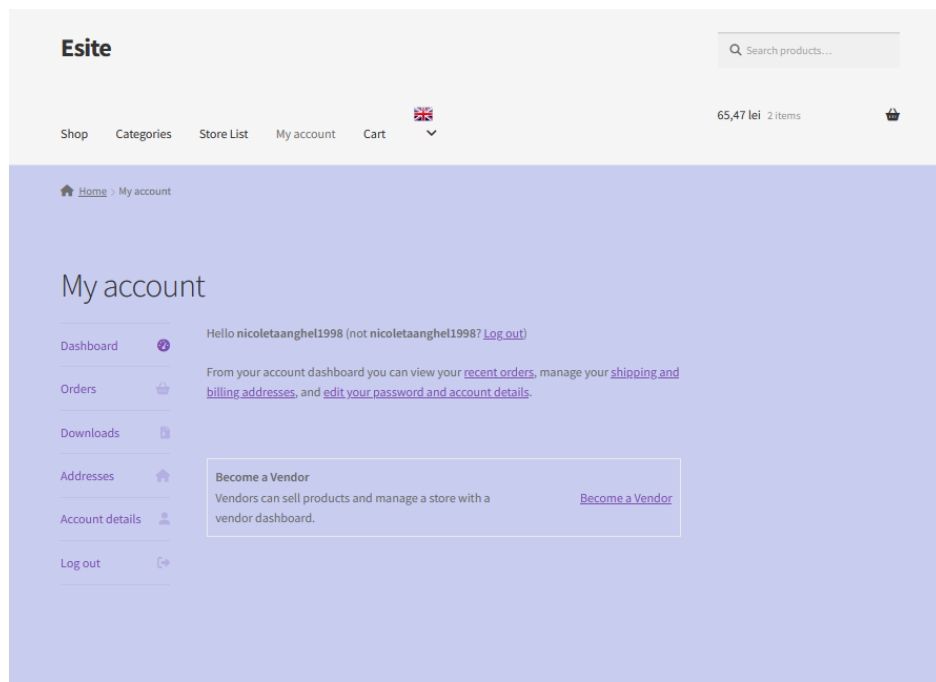 Esite
Search products...
Shop Categories Store List My account Cart
65,47 lei 2 items
Home > My account
My account
Dashboard
Orders
Downloads
Addresses
Account details
Log out
Hello nicoletaanghel1998 (not nicoletaanghel1998? Log out)
From your account dashboard you can view your recent orders, manage your shipping and
billing addresses, and edit your password and account details.
Become a Vendor
Vendors can sell products and manage a store with a
vendor dashboard.
Become a Vendor